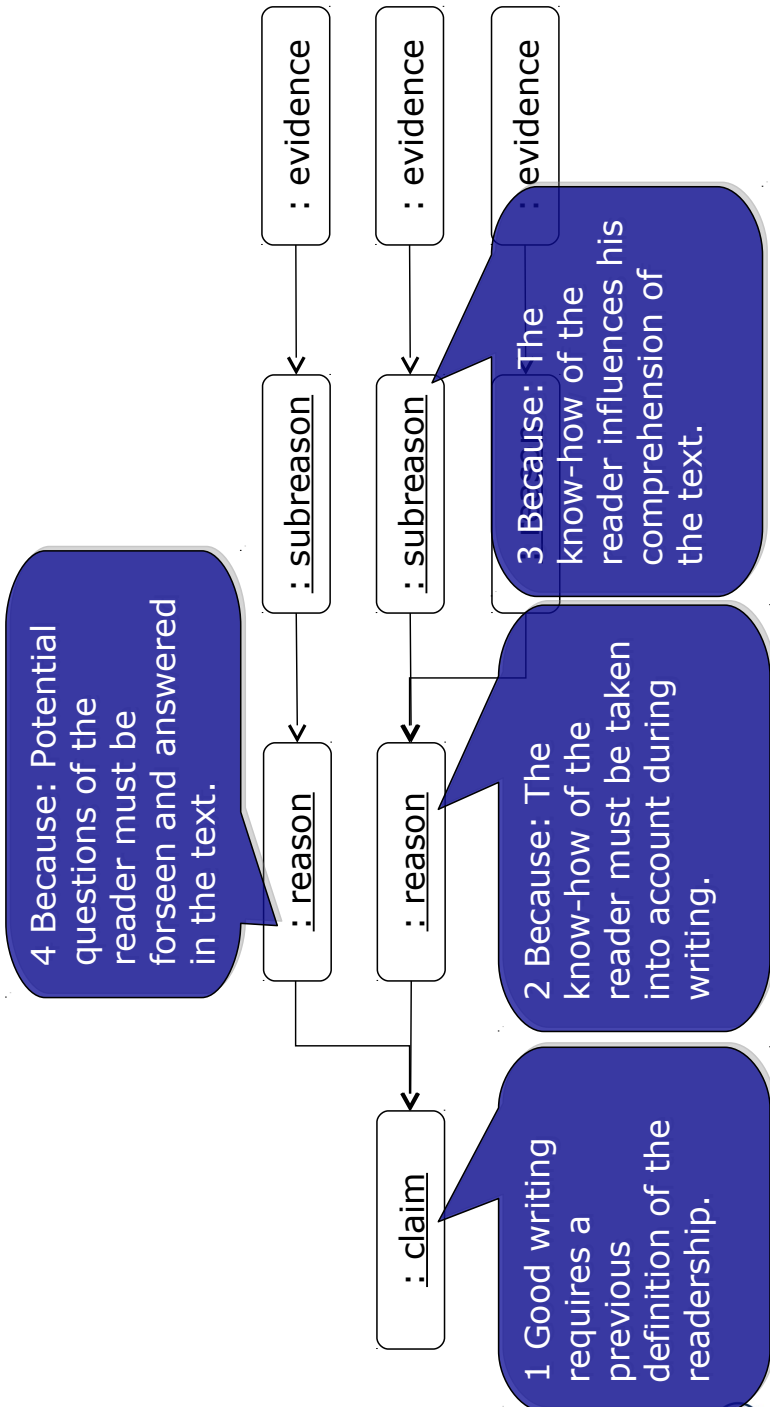 4 Because: Potential
questions of the
reader must be
forseen and answered
in the text.
: reason
: subreason
: evidence
: claim
: reason
: subreason
: evidence
: evidence
1 Good writing
requires a
previous
definition of the
readership.
2 Because: The
know-how of the
reader must be taken
into account during
writing.
3 Because: The
know-how of the
reader influences his
comprehension of
the text.